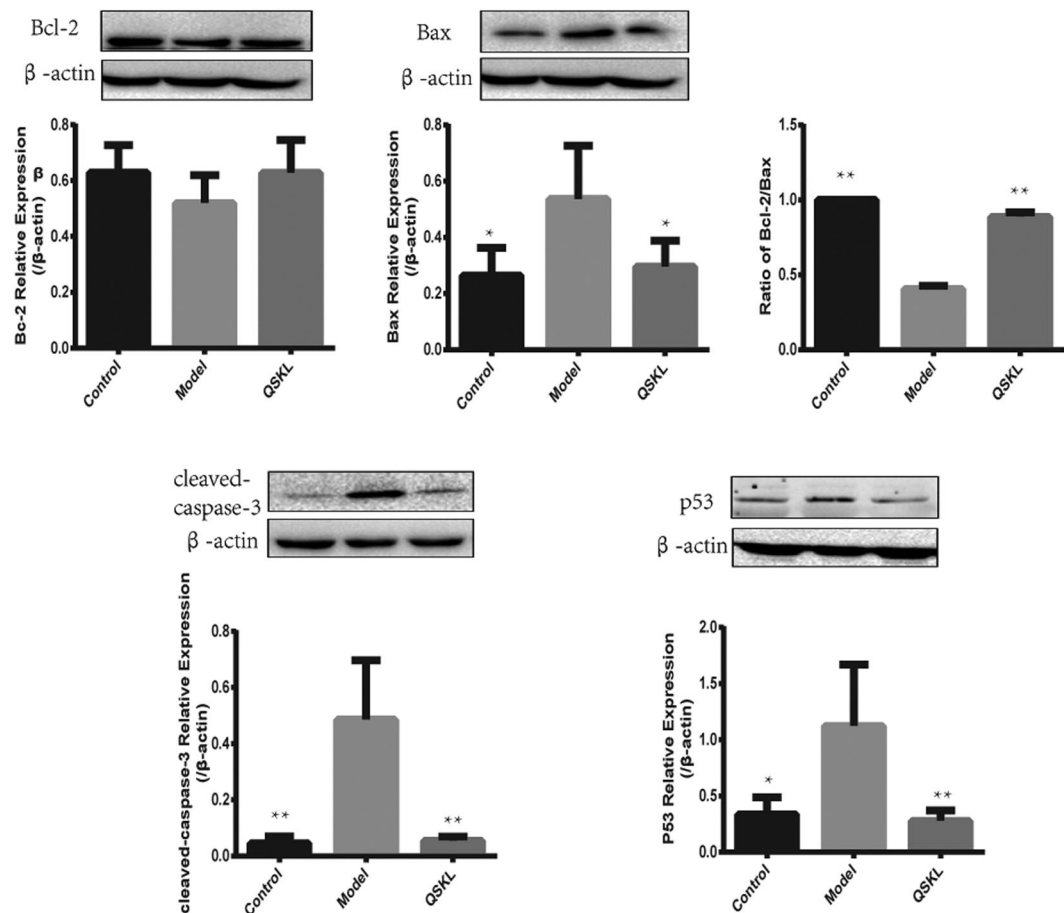 Bcl-2
β -actin
Bc-2 Relative Expression
β
(/β-actin)
0.8
0.6
0.4
0.2
0.0
Control
Model
QSKL
Bax
β -actin
Bax Relative Expression
(/β-actin)
0.8
0.6
0.4
0.2
0.0
*
*
Control
Model
QSKL
Ratio of Bcl-2/Bax
1.5
1.0
0.5
0.0
**
**
Control
Model
QSKL
cleaved-
caspase-3
β -actin
cleaved-caspase-3 Relative Expression
(/β-actin)
0.8
0.6
0.4
0.2
0.0
**
**
Control
Model
QSKL
p53
β -actin
P53 Relative Expression
(/β-actin)
2.0
1.5
1.0
0.5
0.0
*
**
Control
Model
QSKL